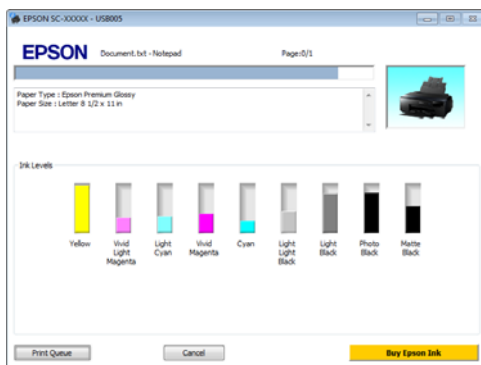 EPSON SC-XXXXX - USB005
EPSON Document.txt - Notepad Page:0/1
Paper Type : Epson Premium Glossy
Paper Size : Letter 8 1/2 x 11 in
Ink Levels
Yellow
Vivid
Light
Magenta
Light
Cyan
Vivid
Magenta
Cyan
Light
Light
Black
Light
Black
Photo
Black
Matte
Black
Print Queue Cancel Buy Epson Ink